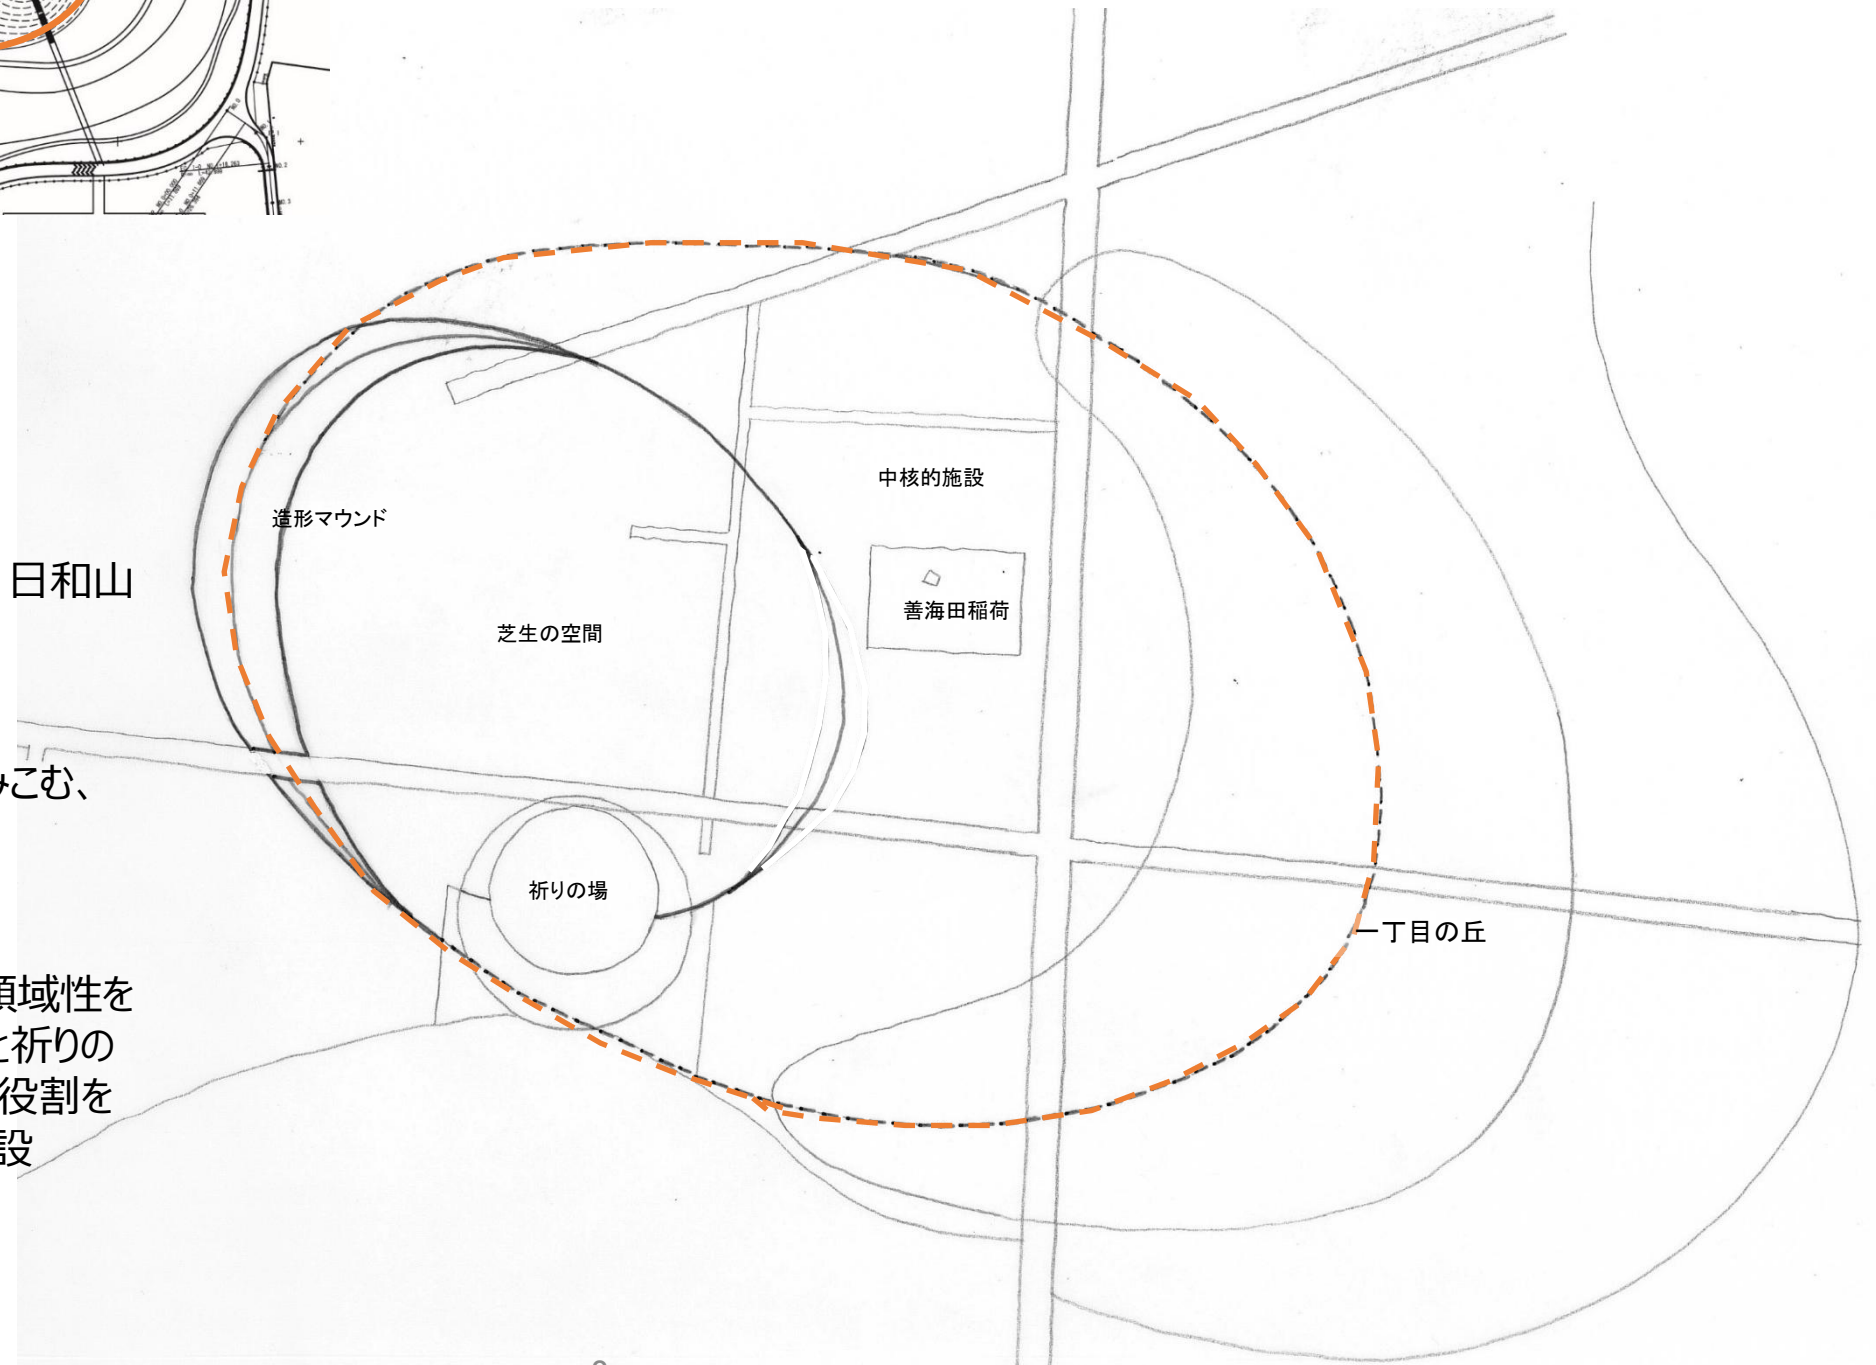 中核的施設
造形マウンド
日和山
善海田稲荷
芝生の空間
みこむ、
祈りの場
一丁目の丘
領域性を
と祈りの
役割を
設